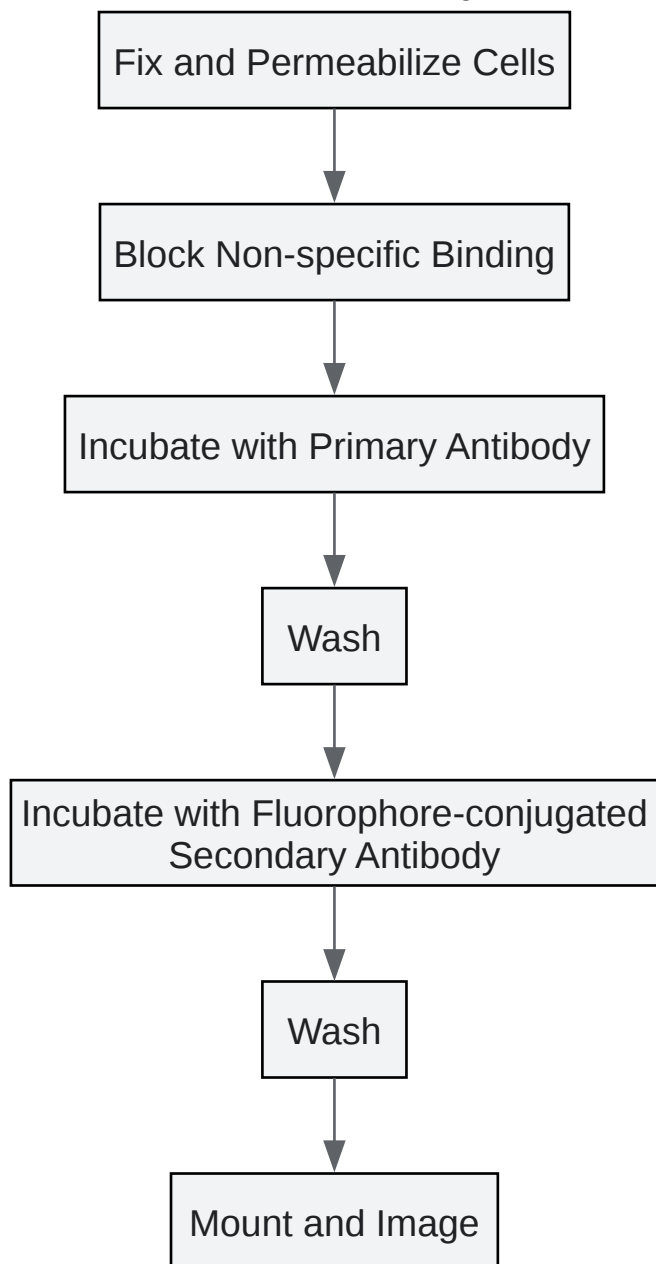 Fix and Permeabilize Cells
Block Non-specific Binding
Incubate with Primary Antibody
Wash
Incubate with Fluorophore-conjugated
Secondary Antibody
Wash
Mount and Image